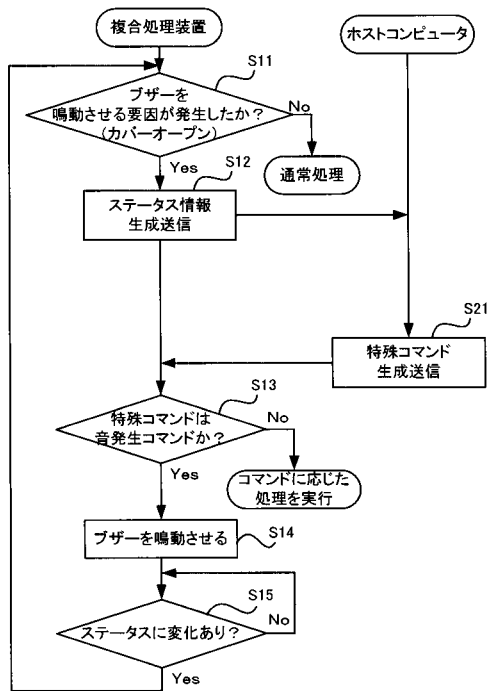 複合処理装置
ホストコンピュータ
S11
ブザーを
鳴動させる要因が発生したか？
(カバーオープン)
No
通常処理
Yes
S12
ステータス情報
生成送信
S21
特殊コマンド
生成送信
S13
特殊コマンドは
音発生コマンドか？
No
コマンドに応じた
処理を実行
Yes
ブザーを鳴動させる
S14
S15
ステータスに変化あり？
No
Yes